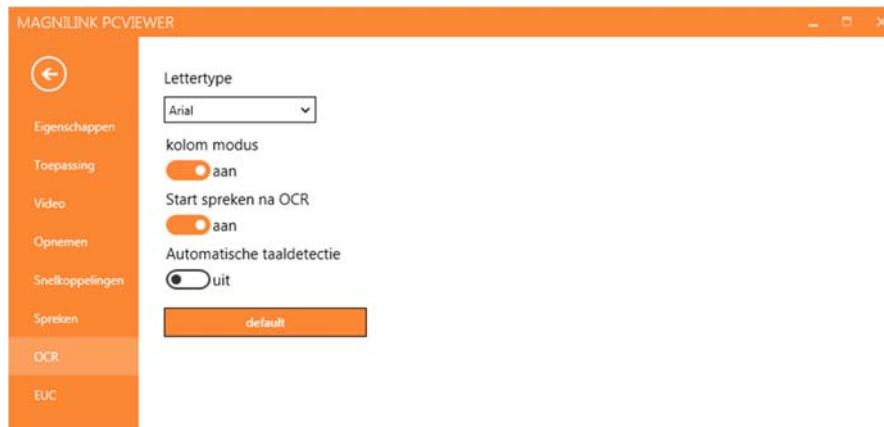 MAGNILINK PCVIEWER
Eigenschappen
Toepassing
Video
Opnemen
Snelkoppelingen
Spreken
OCR
EUC
Lettertype
Arial
kolom modus
aan
Start spreken na OCR
aan
Automatische taaldetectie
uit
default